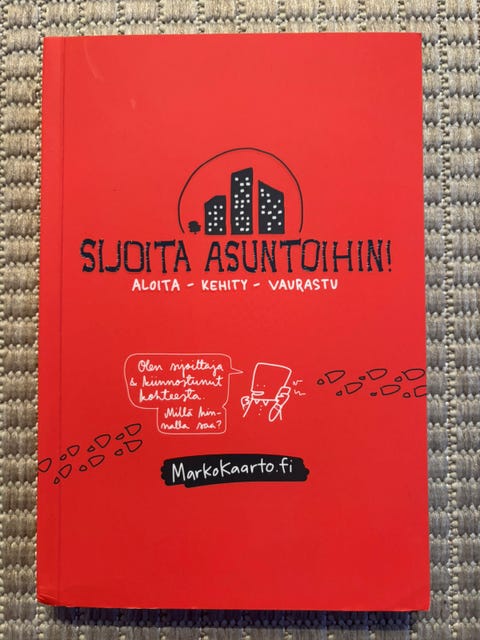 SIJOITA ASUNTOIHIN!
ALOITA - KEHITY - VAURASTU
Olen sijoittaja
& kiinnostunut
kohteesta.
Millä hin-
nalla saa?
MarkoKaarto.fi